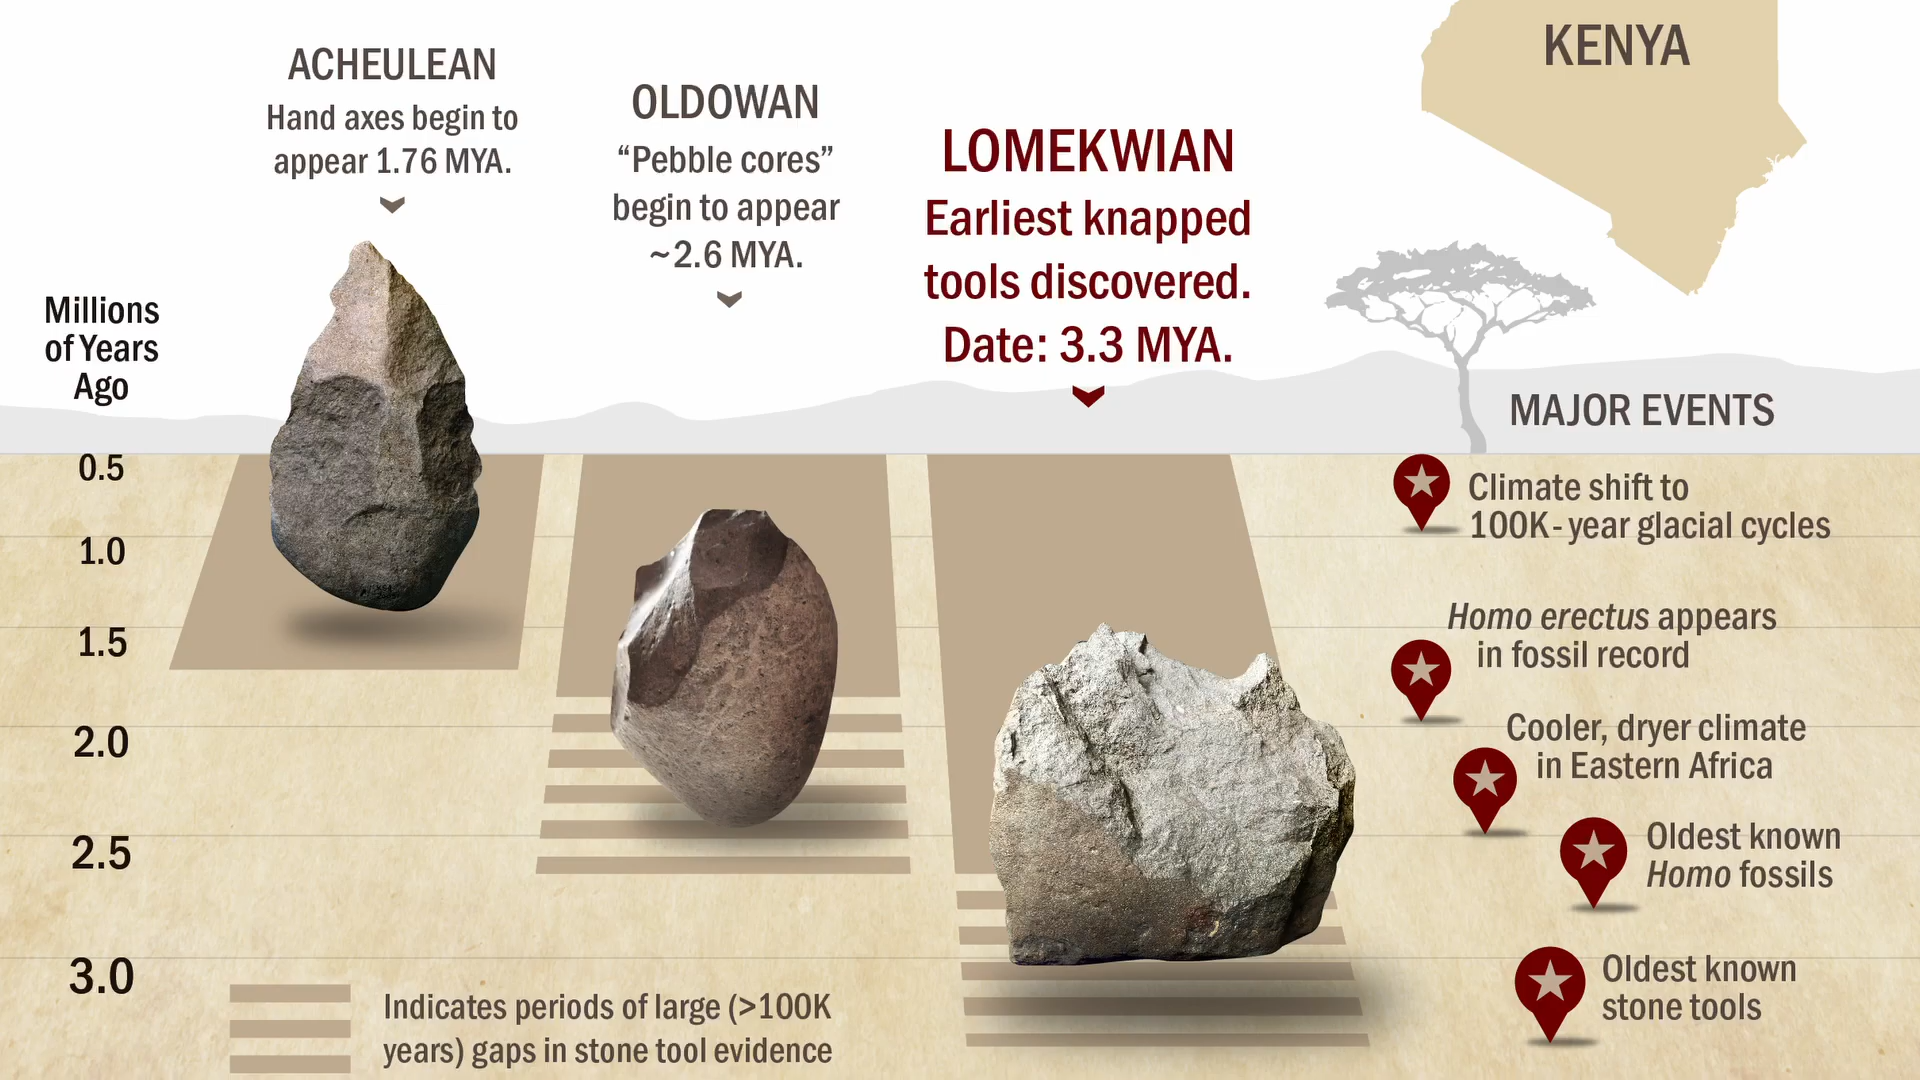 ACHEULEAN
Hand axes begin to
appear 1.76 MYA.
OLDOWAN
“Pebble cores”
begin to appear
~2.6 MYA.
LOMEKWIAN
Earliest knapped
tools discovered.
Date: 3.3 MYA.
KENYA
Millions
of Years
Ago
0.5
1.0
1.5
2.0
2.5
3.0
MAJOR EVENTS
Climate shift to
100K-year glacial cycles
Homo erectus appears
in fossil record
Cooler, dryer climate
in Eastern Africa
Oldest known
Homo fossils
Oldest known
stone tools
Indicates periods of large (>100K
years) gaps in stone tool evidence